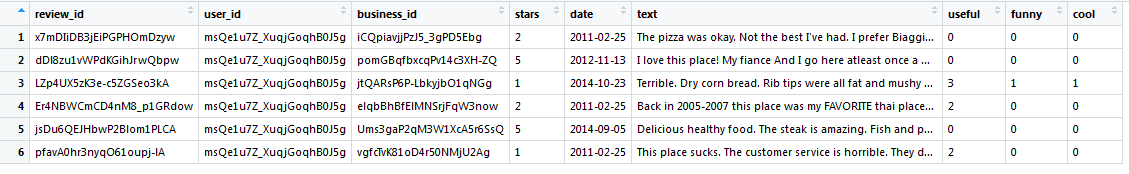 review_id user_id business_id stars date text useful funny cool
1 x7mDIiDB3jEiPGPHOmDzyw msQe1u7Z_XuqjGoqhB0J5g iCQpiavjjPzJ5_3gPD5Ebg 2 2011-02-25 The pizza was okay. Not the best I've had. I prefer Biaggi... 0 0 0
2 dDl8zu1vWPdKGihJrwQbpw msQe1u7Z_XuqjGoqhB0J5g pomGBqfbxcqPv14c3XH-ZQ 5 2012-11-13 I love this place! My fiance And I go here atleast once a ... 0 0 0
3 LZp4UX5zK3e-c5ZGSeo3kA msQe1u7Z_XuqjGoqhB0J5g jtQARsP6P-LbkyjbO1qNGg 1 2014-10-23 Terrible. Dry corn bread. Rib tips were all fat and mushy ... 3 1 1
4 Er4NBWCmCD4nM8_p1GRdow msQe1u7Z_XuqjGoqhB0J5g elqbBhBfElMNSrjFqW3now 2 2011-02-25 Back in 2005-2007 this place was my FAVORITE thai place... 2 0 0
5 jsDu6QEJHbwP2Blom1PLCA msQe1u7Z_XuqjGoqhB0J5g Ums3gaP2qM3W1XcA5r6SsQ 5 2014-09-05 Delicious healthy food. The steak is amazing. Fish and p... 0 0 0
6 pfavA0hr3nyqO61oupj-lA msQe1u7Z_XuqjGoqhB0J5g vgfcTvK81oD4r50NMjU2Ag 1 2011-02-25 This place sucks. The customer service is horrible. They d... 2 0 0